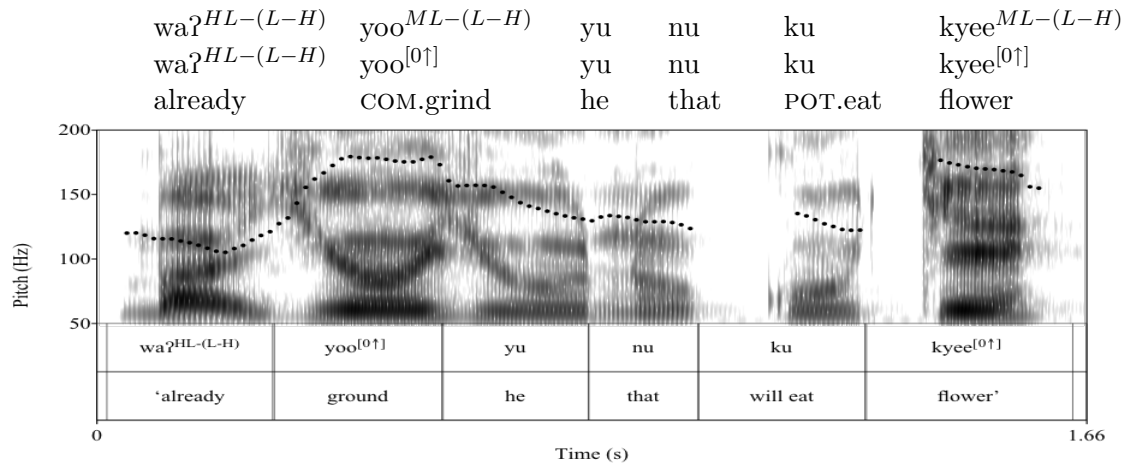 waʔ^{HL−(L−H)} yoo^{ML−(L−H)} yu nu ku kyee^{ML−(L−H)}
waʔ^{HL−(L−H)} yoo^{[0↑]} yu nu ku kyee^{[0↑]}
already COM.grind he that POT.eat flower
200
150
100
50
Pitch (Hz)
waʔ^{HL-(L-H)} yoo^{[0↑]} yu nu ku kyee^{[0↑]}
‘already ground he that will eat flower’
0 1.66
Time (s)